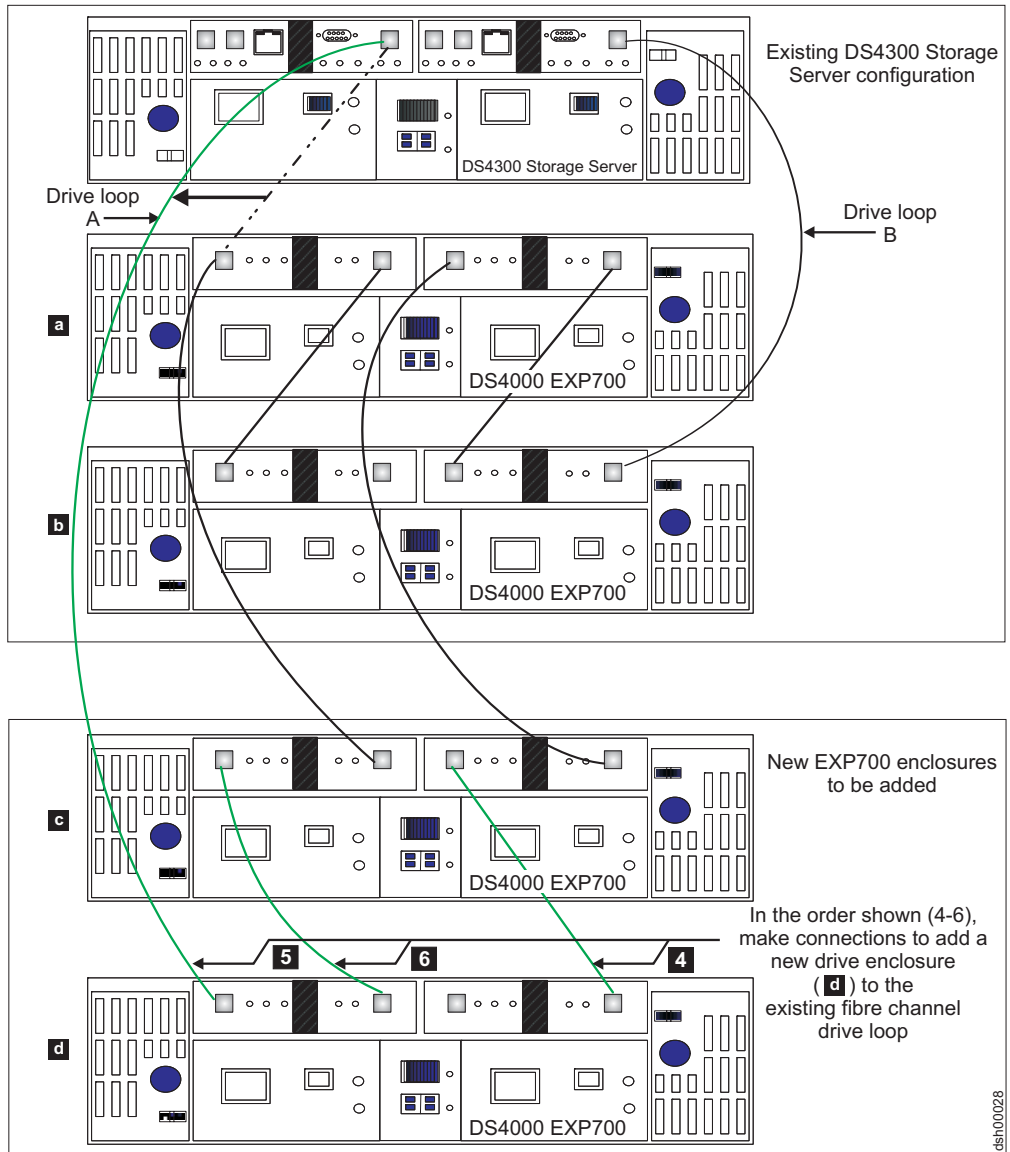 Existing DS4300 Storage
Server configuration
DS4300 Storage Server
Drive loop
A
Drive loop
B
a
DS4000 EXP700
b
DS4000 EXP700
New EXP700 enclosures
to be added
c
DS4000 EXP700
In the order shown (4-6),
make connections to add a
new drive enclosure
( d ) to the
existing fibre channel
drive loop
5
6
4
d
DS4000 EXP700
dsh00028